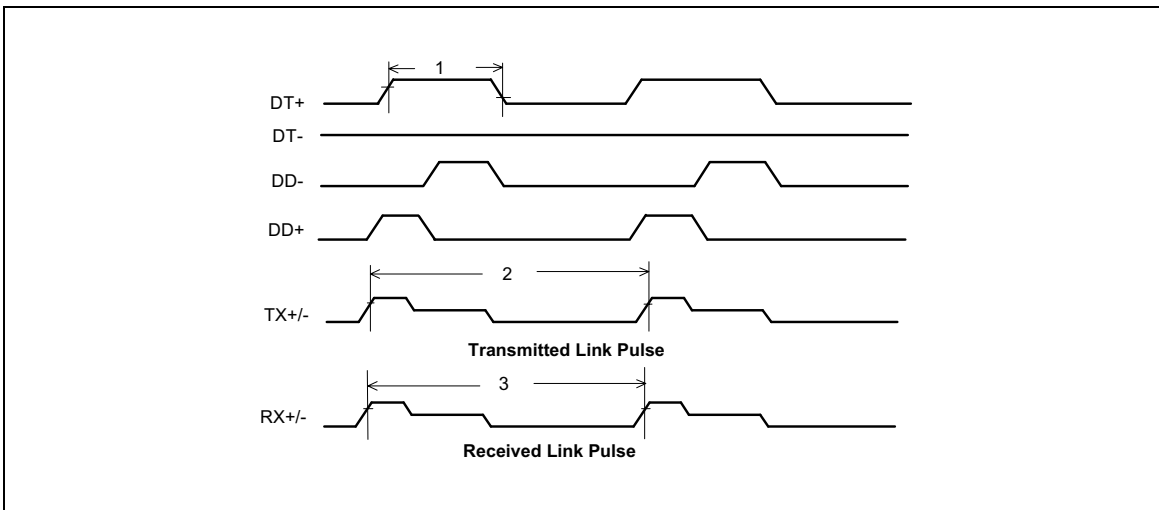 1
DT+
DT-
DD-
DD+
2
TX+/-
Transmitted Link Pulse
3
RX+/-
Received Link Pulse